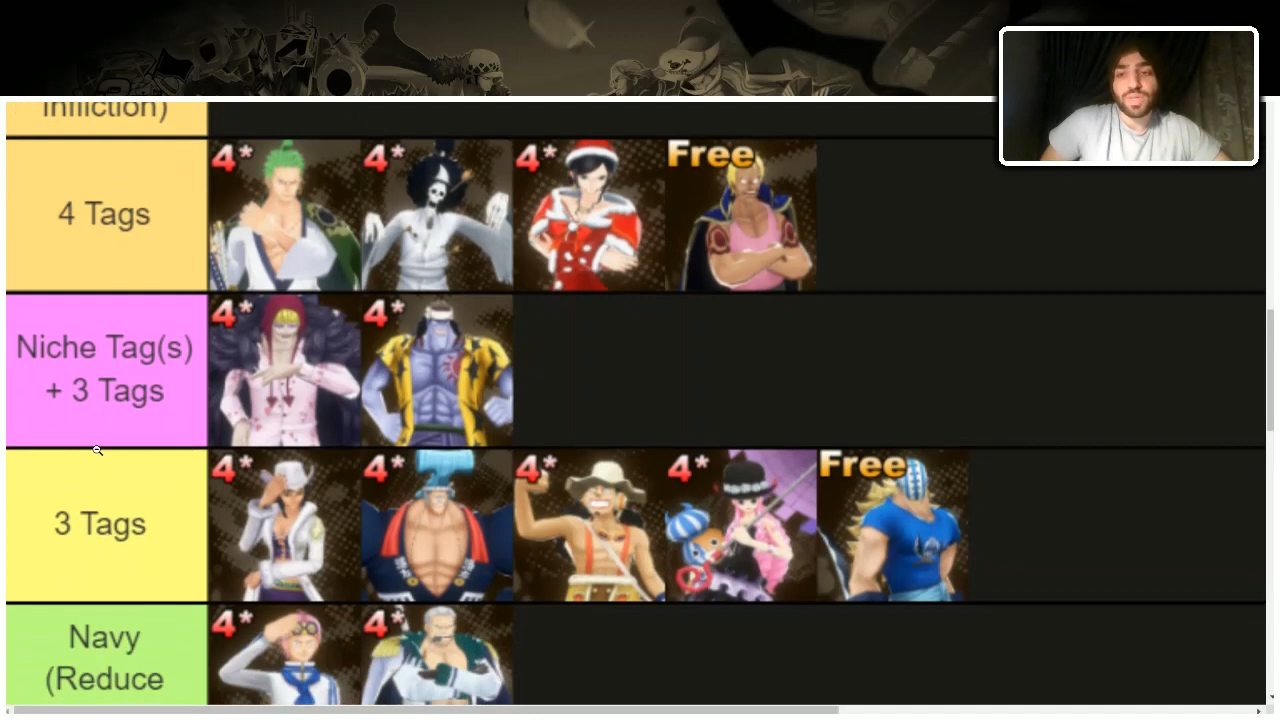 Infliction)
4 Tags
4*
4*
4*
Free
Niche Tag(s)
+ 3 Tags
4*
4*
3 Tags
4*
4*
4*
4*
Free
Navy
(Reduce
4*
4*